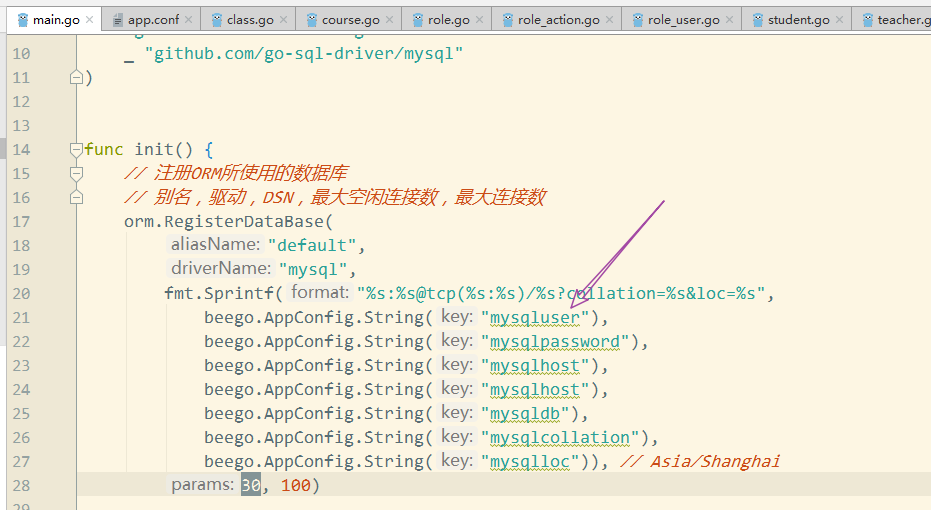 main.go app.conf class.go course.go role.go role_action.go role_user.go student.go teacher.g
10 _ "github.com/go-sql-driver/mysql"
11 )
12
13
14 func init() {
15 // 注册ORM所使用的数据库
16 // 别名，驱动，DSN，最大空闲连接数，最大连接数
17 orm.RegisterDataBase(
18 aliasName: "default",
19 driverName: "mysql",
20 fmt.Sprintf( format: "%s:%s@tcp(%s:%s)/%s?collation=%s&loc=%s",
21 beego.AppConfig.String( key: "mysqluser"),
22 beego.AppConfig.String( key: "mysqlpassword"),
23 beego.AppConfig.String( key: "mysqlhost"),
24 beego.AppConfig.String( key: "mysqlhost"),
25 beego.AppConfig.String( key: "mysqldb"),
26 beego.AppConfig.String( key: "mysqlcollation"),
27 beego.AppConfig.String( key: "mysqlloc")), // Asia/Shanghai
28 params: 30, 100)